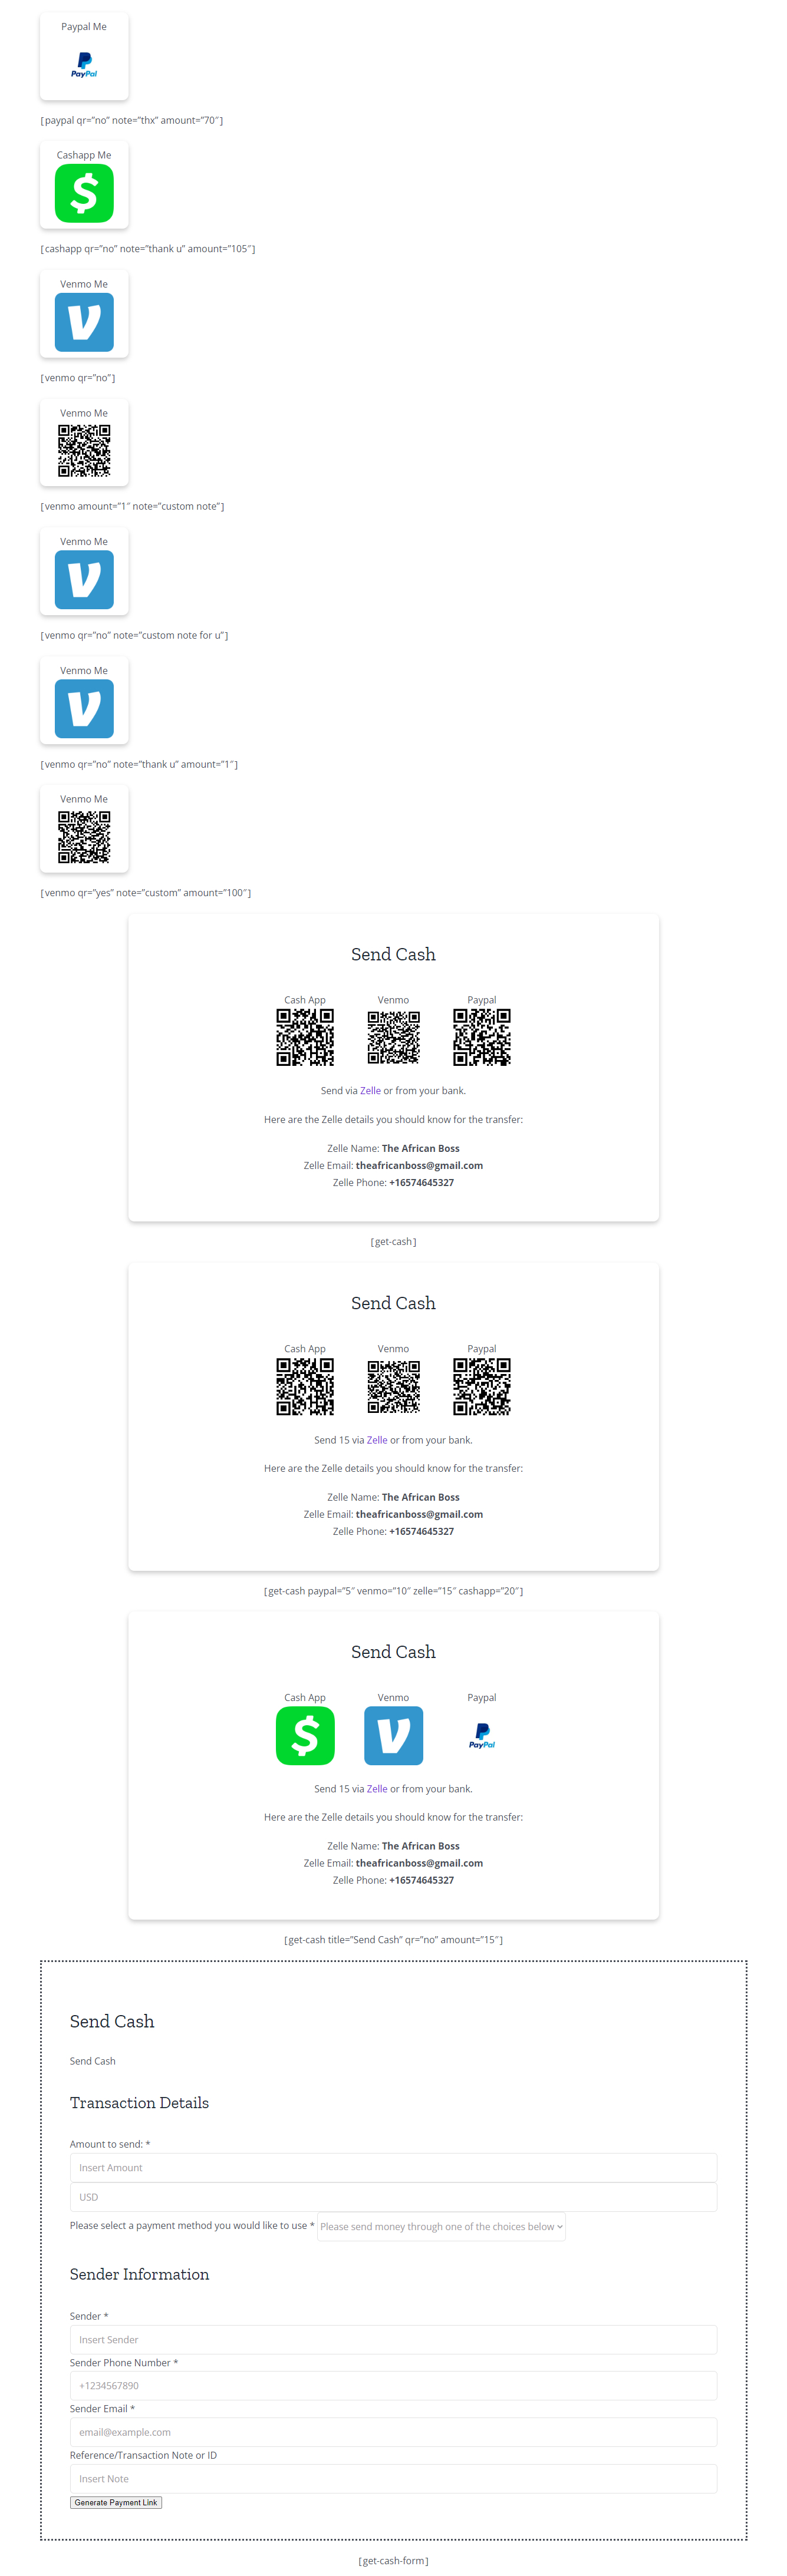 Paypal Me
PayPal
[paypal qr=”no” note=”thx” amount=”70″]
Cashapp Me
$
[cashapp qr=”no” note=”thank u” amount=”105″]
Venmo Me
V
[venmo qr=”no”]
Venmo Me
[venmo amount=”1″ note=”custom note”]
Venmo Me
V
[venmo qr=”no” note=”custom note for u”]
Venmo Me
V
[venmo qr=”no” note=”thank u” amount=”1″]
Venmo Me
[venmo qr=”yes” note=”custom” amount=”100″]
Send Cash
Cash App Venmo Paypal
Send via Zelle or from your bank.
Here are the Zelle details you should know for the transfer:
Zelle Name: The African Boss
Zelle Email: theafricanboss@gmail.com
Zelle Phone: +16574645327
[get-cash]
Send Cash
Cash App Venmo Paypal
Send 15 via Zelle or from your bank.
Here are the Zelle details you should know for the transfer:
Zelle Name: The African Boss
Zelle Email: theafricanboss@gmail.com
Zelle Phone: +16574645327
[get-cash paypal=”5″ venmo=”10″ zelle=”15″ cashapp=”20″]
Send Cash
Cash App Venmo Paypal
$ V PayPal
Send 15 via Zelle or from your bank.
Here are the Zelle details you should know for the transfer:
Zelle Name: The African Boss
Zelle Email: theafricanboss@gmail.com
Zelle Phone: +16574645327
[get-cash title=”Send Cash” qr=”no” amount=”15″]
Send Cash
Send Cash
Transaction Details
Amount to send: *
Insert Amount
USD
Please select a payment method you would like to use * Please send money through one of the choices below
Sender Information
Sender *
Insert Sender
Sender Phone Number *
+1234567890
Sender Email *
email@example.com
Reference/Transaction Note or ID
Insert Note
Generate Payment Link
[get-cash-form]